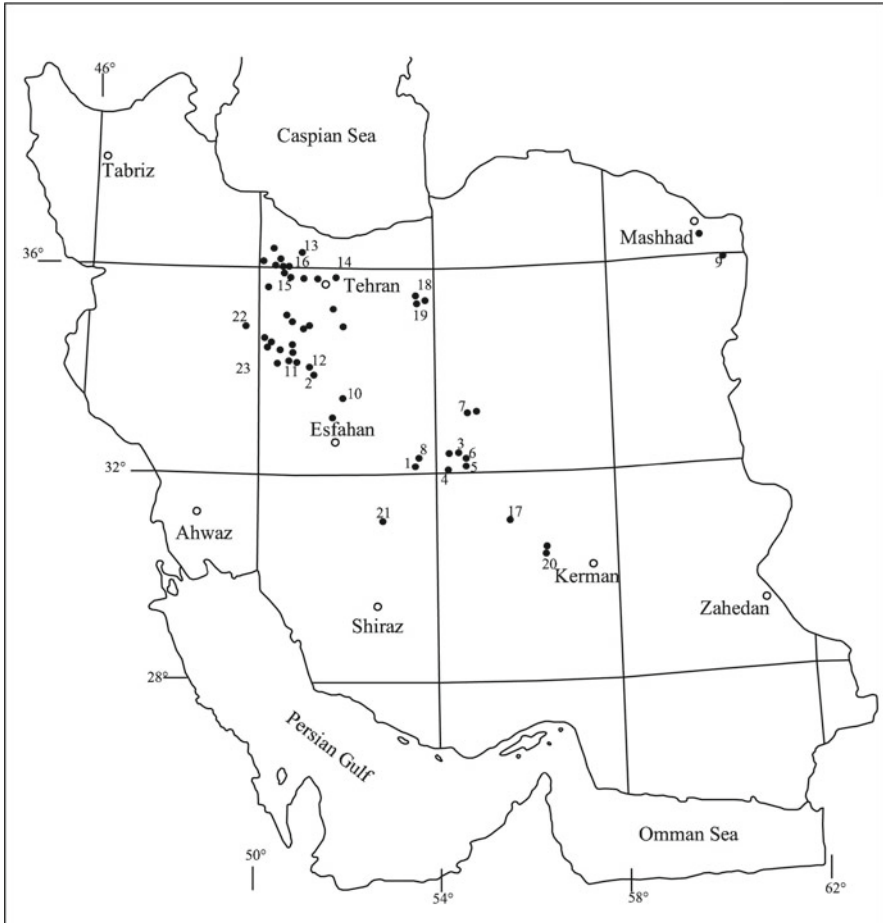 46°
Caspian Sea
Tabriz
Mashhad
36°
13
9
16
14
Tehran
15
18
19
22
12
23
11
2
10
7
Esfahan
8
3
6
1
5
32°
4
21
17
Ahwaz
20
Kerman
Zahedan
Shiraz
28°
Persian Gulf
Omman Sea
50°
54°
58°
62°